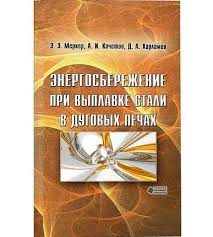 Э. Э. Меркер, А. И. Кочетов, Д. А. Харламов
ЭНЕРГОСБЕРЕЖЕНИЕ
ПРИ ВЫПЛАВКЕ СТАЛИ
В ДУГОВЫХ ПЕЧАХ